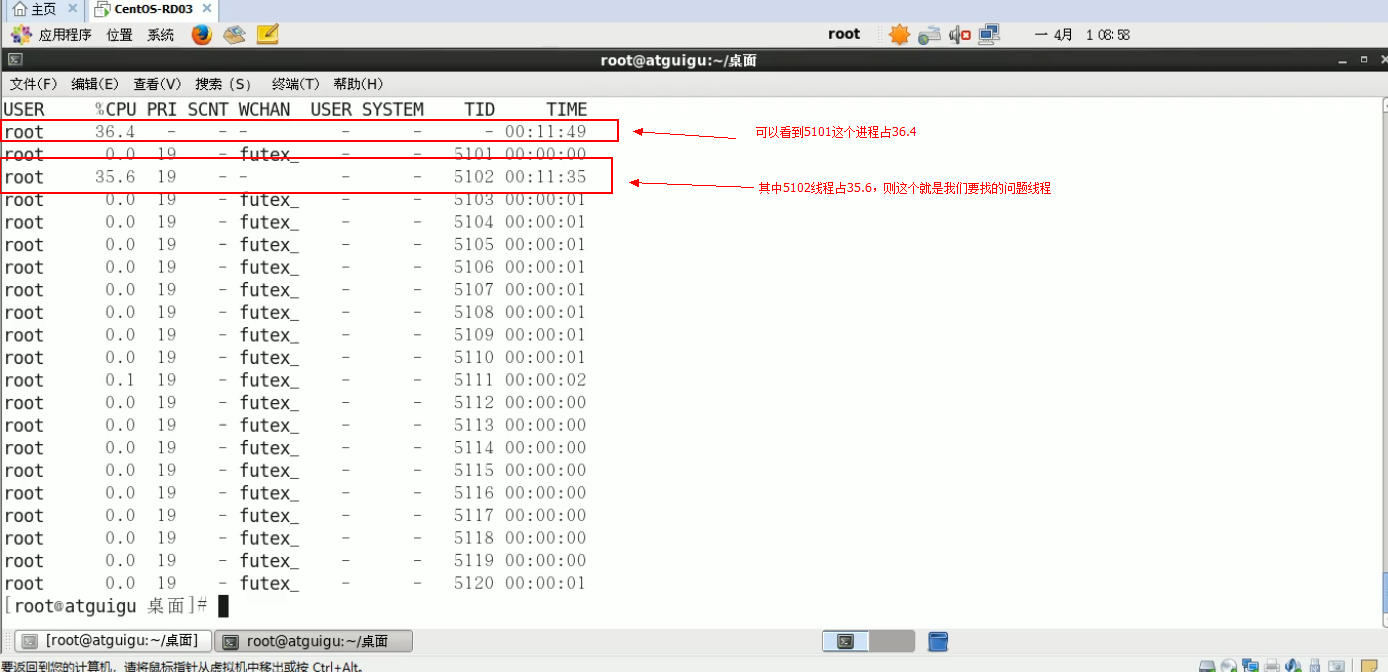 主页 × CentOS-RD03 ×
应用程序 位置 系统 root 一 4月 1 08:58
root@atguigu:~/桌面
文件(F) 编辑(E) 查看(V) 搜索 (S) 终端(T) 帮助(H)
USER %CPU PRI SCNT WCHAN USER SYSTEM TID TIME
root 36.4 - - - - - - 00:11:49
可以看到5101这个进程占36.4
root 0.0 19 - futex_ - - 5101 00:00:00
root 35.6 19 - - - - 5102 00:11:35
其中5102线程占35.6，则这个就是我们要找的问题线程
root 0.0 19 - futex_ - - 5103 00:00:01
root 0.0 19 - futex_ - - 5104 00:00:01
root 0.0 19 - futex_ - - 5105 00:00:01
root 0.0 19 - futex_ - - 5106 00:00:01
root 0.0 19 - futex_ - - 5107 00:00:01
root 0.0 19 - futex_ - - 5108 00:00:01
root 0.0 19 - futex_ - - 5109 00:00:01
root 0.0 19 - futex_ - - 5110 00:00:01
root 0.1 19 - futex_ - - 5111 00:00:02
root 0.0 19 - futex_ - - 5112 00:00:00
root 0.0 19 - futex_ - - 5113 00:00:00
root 0.0 19 - futex_ - - 5114 00:00:00
root 0.0 19 - futex_ - - 5115 00:00:00
root 0.0 19 - futex_ - - 5116 00:00:00
root 0.0 19 - futex_ - - 5117 00:00:00
root 0.0 19 - futex_ - - 5118 00:00:00
root 0.0 19 - futex_ - - 5119 00:00:00
root 0.0 19 - futex_ - - 5120 00:00:01
[root@atguigu 桌面]#
[root@atguigu:~/桌面] root@atguigu:~/桌面
要返回到您的计算机，请将鼠标指针从虚拟机中移出或按 Ctrl+Alt。